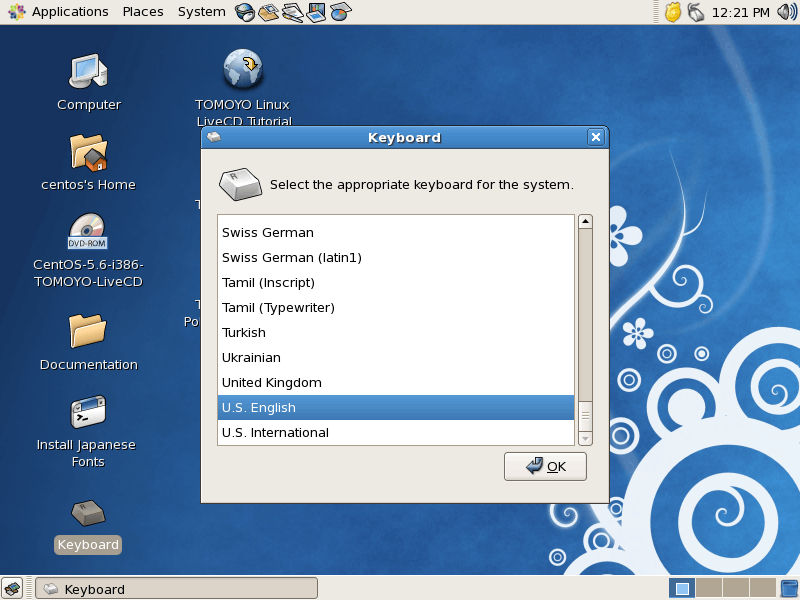 Applications Places System
12:21 PM
Computer
TOMOYO Linux
LiveCD Tutorial
centos's Home
DVD-ROM
CentOS-5.6-i386-
TOMOYO-LiveCD
Documentation
Install Japanese
Fonts
Keyboard
Keyboard
Select the appropriate keyboard for the system.
Swiss German
Swiss German (latin1)
Tamil (Inscript)
Tamil (Typewriter)
Turkish
Ukrainian
United Kingdom
U.S. English
U.S. International
OK
Keyboard